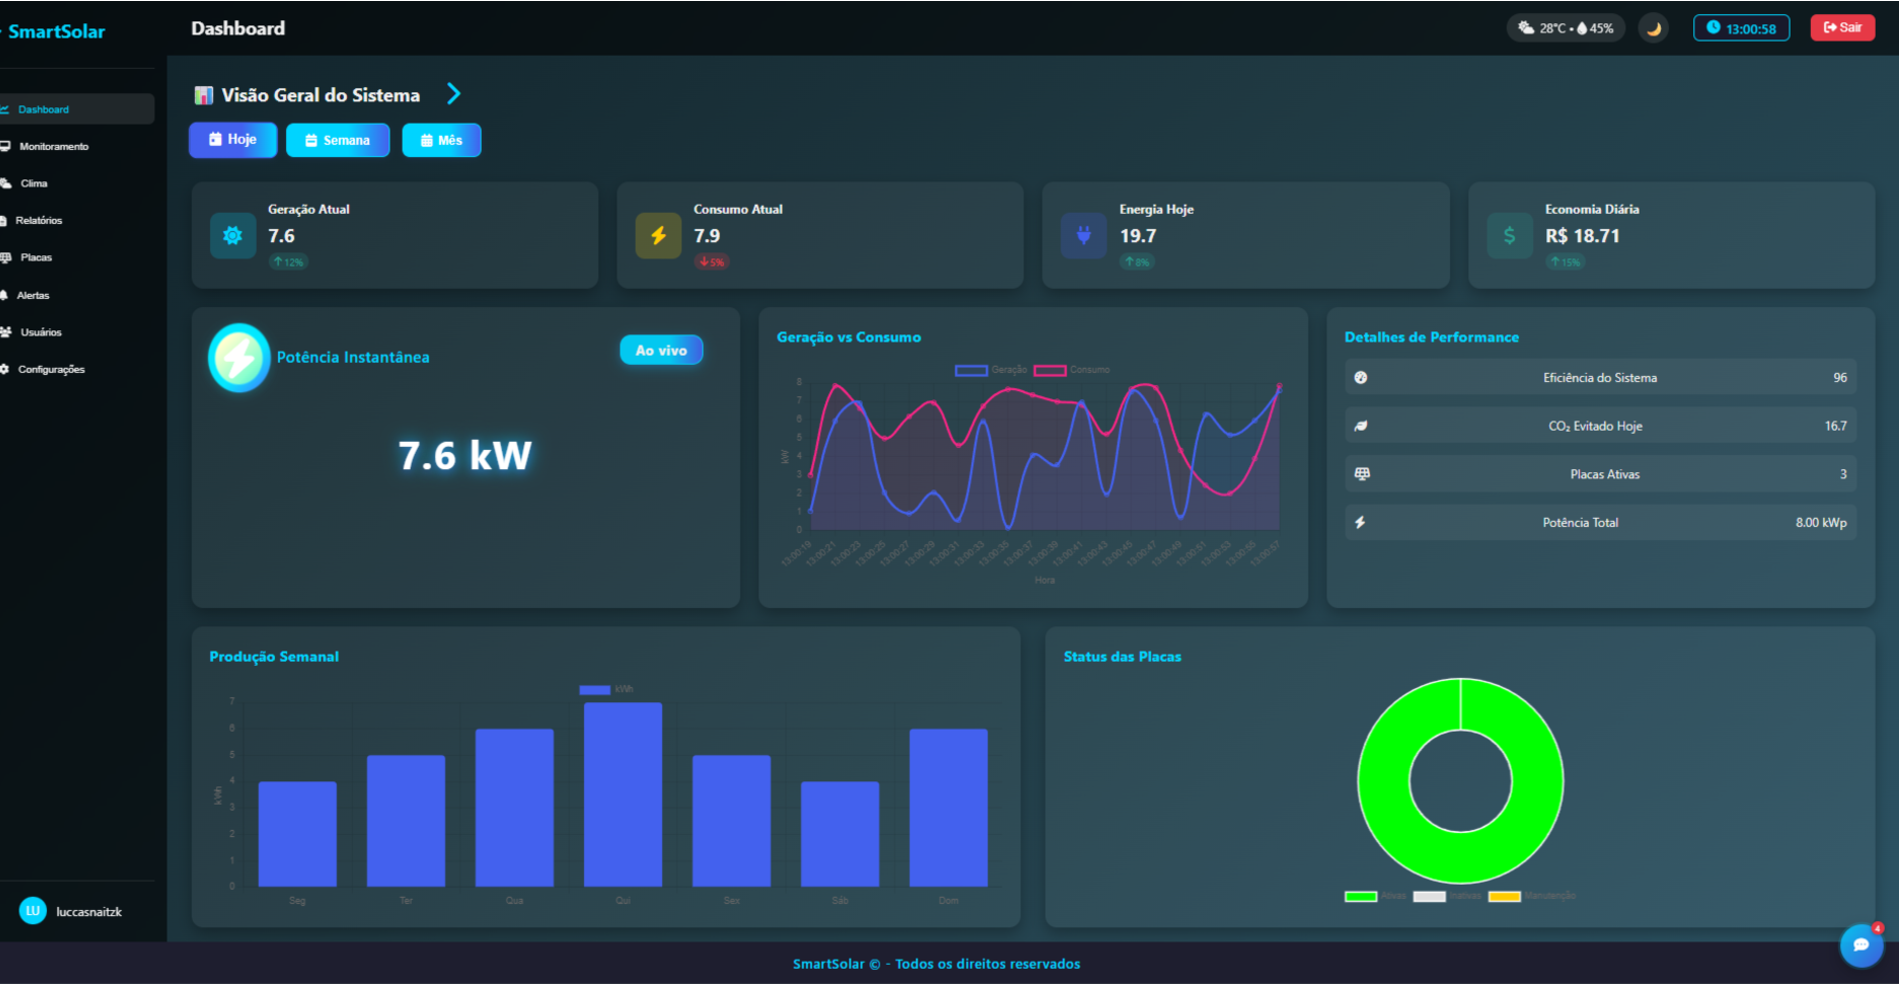 SmartSolar
Dashboard
28°C • 45%
13:00:58
Sair
Dashboard
Monitoramento
Clima
Relatórios
Placas
Alertas
Usuários
Configurações
LU
luccasnaitzk
Visão Geral do Sistema
Hoje
Semana
Mês
Geração Atual
7.6
12%
Consumo Atual
7.9
5%
Energia Hoje
19.7
8%
Economia Diária
R$ 18.71
15%
Potência Instantânea
Ao vivo
7.6 kW
Geração vs Consumo
Geração
Consumo
8
7
6
5
4
3
2
1
0
kW
13:00:19
13:00:21
13:00:23
13:00:25
13:00:27
13:00:29
13:00:31
13:00:33
13:00:35
13:00:37
13:00:39
13:00:41
13:00:43
13:00:45
13:00:47
13:00:49
13:00:51
13:00:53
13:00:55
13:00:57
Hora
Detalhes de Performance
Eficiência do Sistema 96
CO₂ Evitado Hoje 16.7
Placas Ativas 3
Potência Total 8.00 kWp
Produção Semanal
kWh
7
6
5
4
3
2
1
0
kWh
Seg
Ter
Qua
Qui
Sex
Sáb
Dom
Status das Placas
Ativas
Inativas
Manutenção
4
SmartSolar © - Todos os direitos reservados